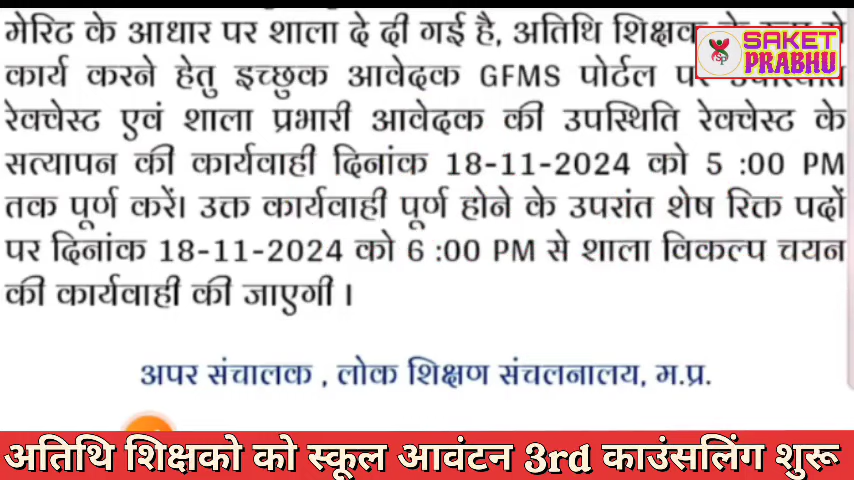 मेरिट के आधार पर शाला दे दी गई है, अतिथि शिक्षक
SAKET
PRABHU
कार्य करने हेतु इच्छुक आवेदक GFMS पोर्टल पर
रेक्वेस्ट एवं शाला प्रभारी आवेदक की उपस्थिति रेक्वेस्ट के
सत्यापन की कार्यवाही दिनांक 18-11-2024 को 5 :00 PM
तक पूर्ण करें। उक्त कार्यवाही पूर्ण होने के उपरांत शेष रिक्त पदों
पर दिनांक 18-11-2024 को 6 :00 PM से शाला विकल्प चयन
की कार्यवाही की जाएगी ।
अपर संचालक , लोक शिक्षण संचलनालय, म.प्र.
अतिथि शिक्षको को स्कूल आवंटन 3rd काउंसलिंग शुरू